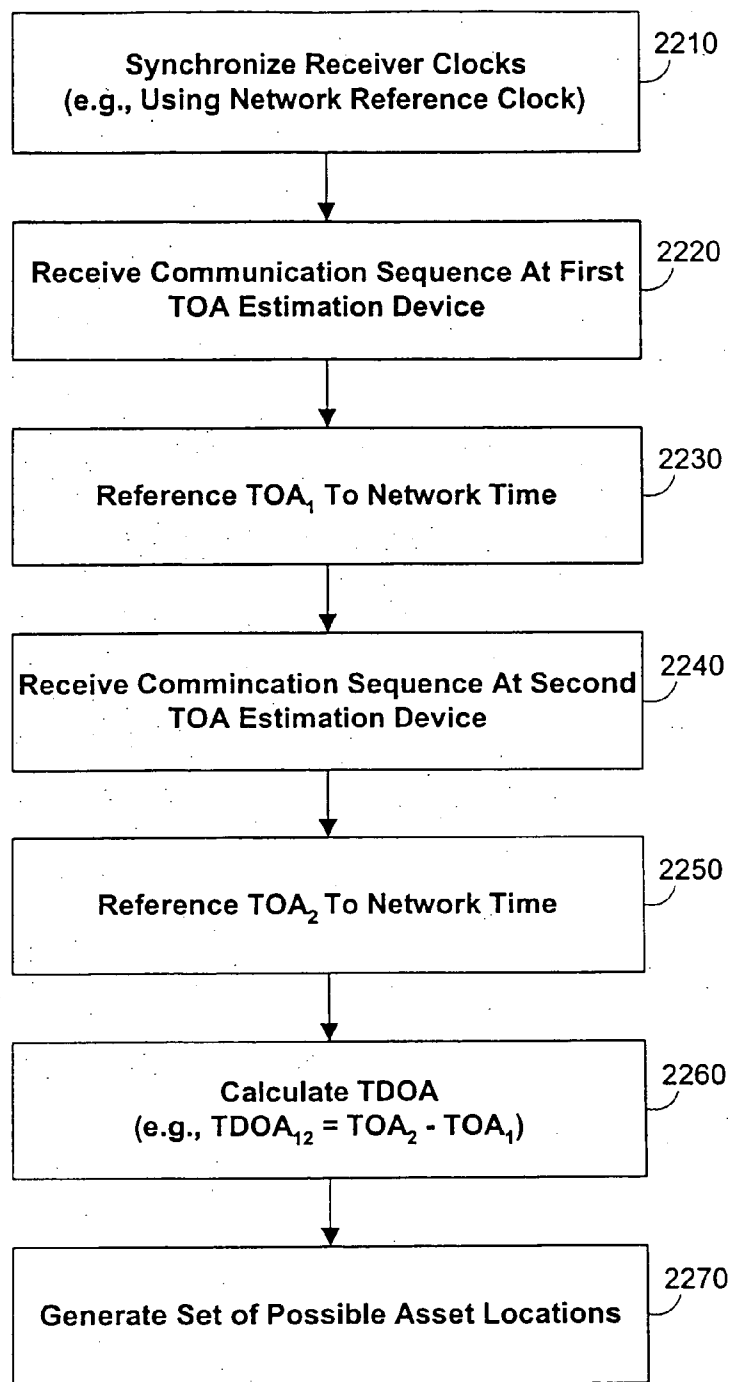 2210
Synchronize Receiver Clocks
(e.g., Using Network Reference Clock)
2220
Receive Communication Sequence At First
TOA Estimation Device
2230
Reference TOA₁ To Network Time
2240
Receive Commincation Sequence At Second
TOA Estimation Device
2250
Reference TOA₂ To Network Time
2260
Calculate TDOA
(e.g., TDOA₁₂ = TOA₂ - TOA₁)
2270
Generate Set of Possible Asset Locations